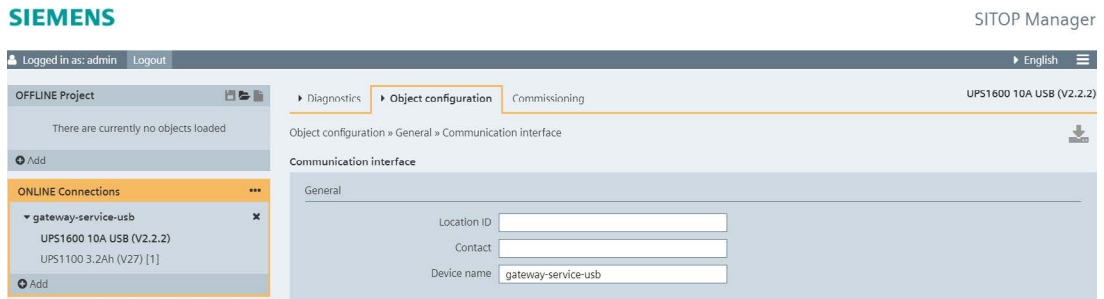 SIEMENS
SITOP Manager
Logged in as: admin Logout
English
OFFLINE Project
There are currently no objects loaded
Add
ONLINE Connections
gateway-service-usb
UPS1600 10A USB (V2.2.2)
UPS1100 3.2Ah (V27) [1]
Add
Diagnostics Object configuration Commissioning
UPS1600 10A USB (V2.2.2)
Object configuration » General » Communication interface
Communication interface
General
Location ID
Contact
Device name gateway-service-usb